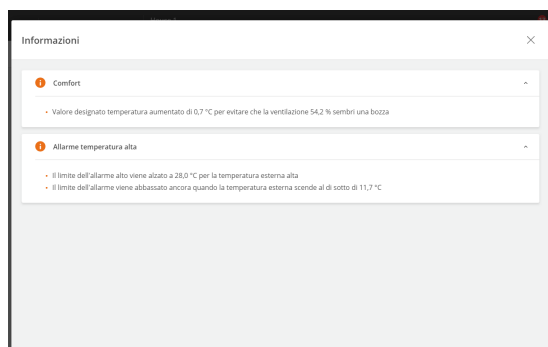 Informazioni
Comfort
Valore designato temperatura aumentato di 0,7 °C per evitare che la ventilazione 54,2 % sembri una bozza
Allarme temperatura alta
Il limite dell'allarme alto viene alzato a 28,0 °C per la temperatura esterna alta
Il limite dell'allarme viene abbassato ancora quando la temperatura esterna scende al di sotto di 11,7 °C